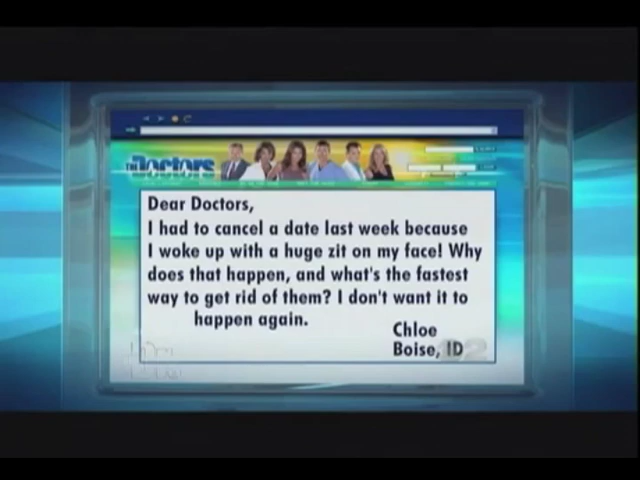 THE Doctors
Dear Doctors,
I had to cancel a date last week because
I woke up with a huge zit on my face! Why
does that happen, and what's the fastest
way to get rid of them? I don't want it to
happen again.
Chloe
Boise, ID